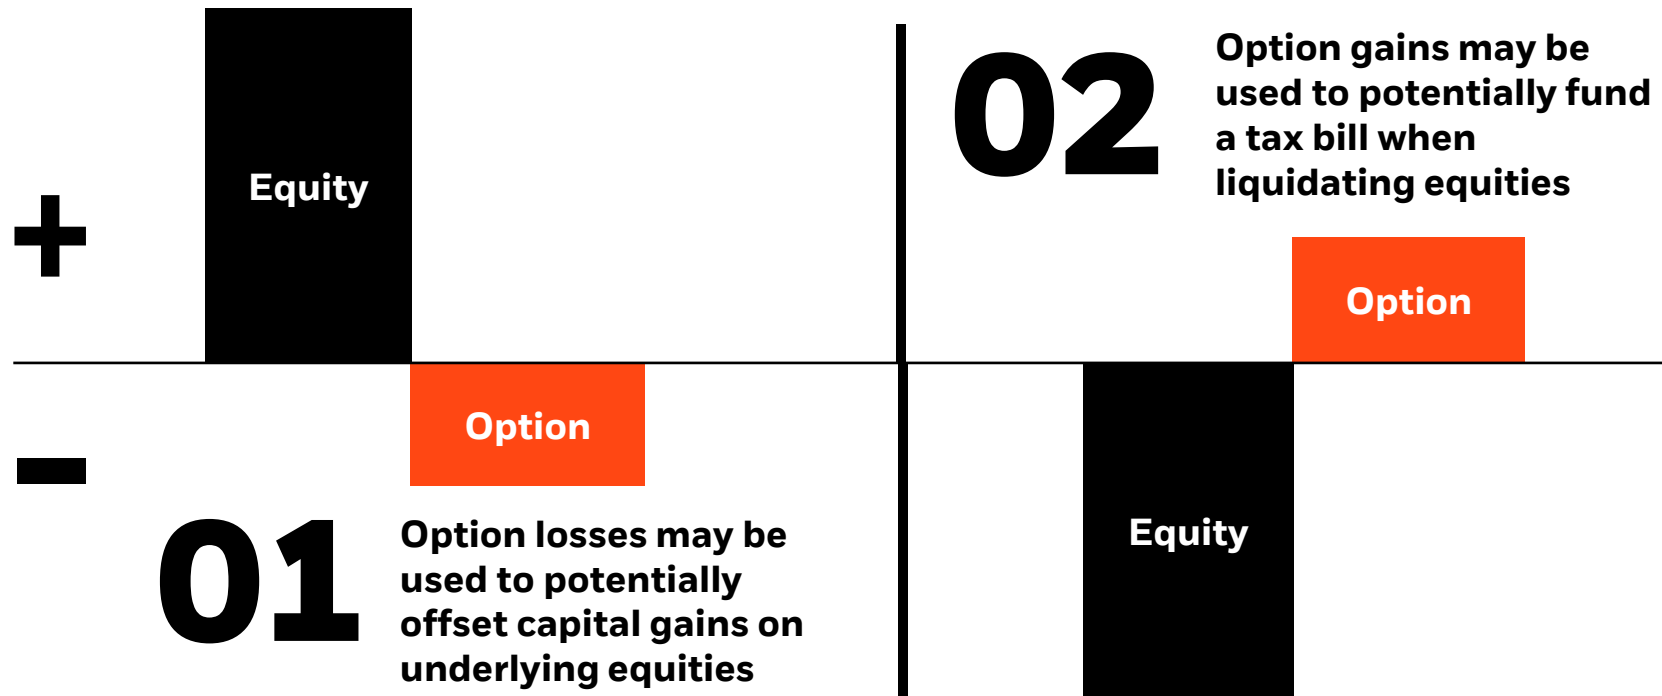 +
Equity
Option
–
01
Option losses may be
used to potentially
offset capital gains on
underlying equities
02
Option gains may be
used to potentially fund
a tax bill when
liquidating equities
Option
Equity